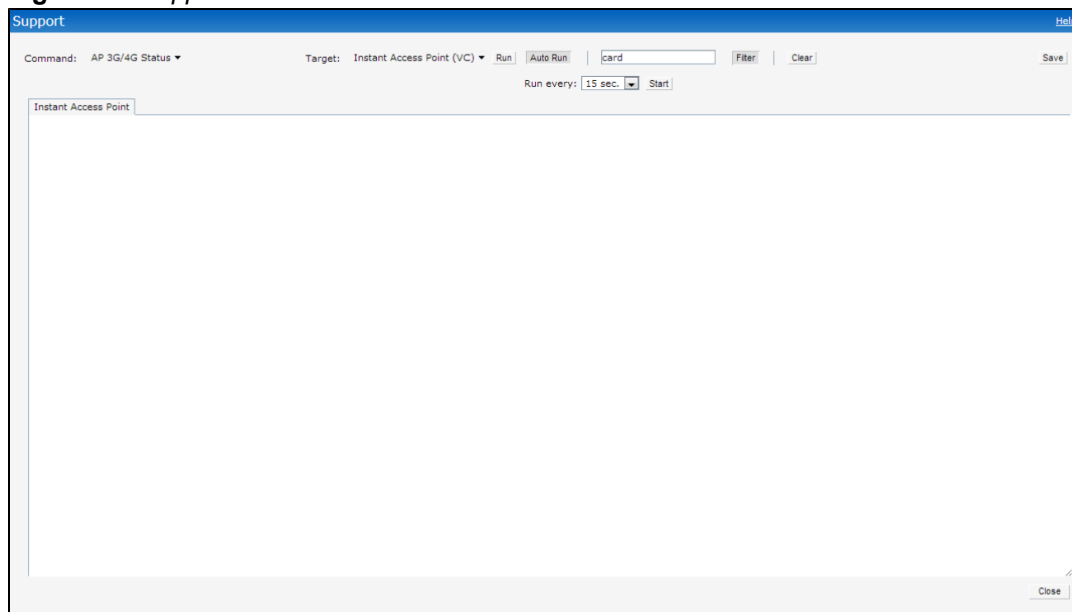 Support Help
Command: AP 3G/4G Status Target: Instant Access Point (VC) Run Auto Run card Filter Clear Save
Run every: 15 sec. Start
Instant Access Point
Close